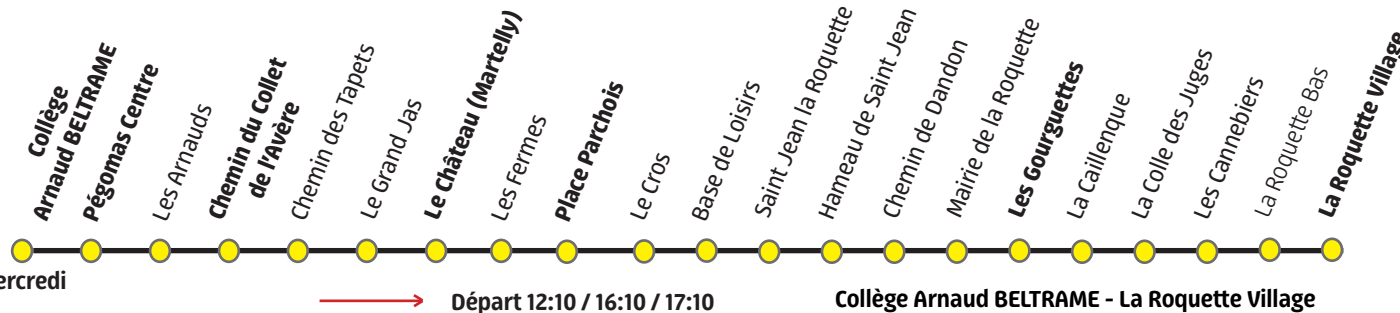 Collège
Arnaud BELTRAME
Pégomas Centre
Les Arnauds
Chemin du Collet
de l'Avère
Chemin des Tapets
Le Grand Jas
Le Château (Martelly)
Les Fermes
Place Parchois
Le Cros
Base de Loisirs
Saint Jean la Roquette
Hameau de Saint Jean
Chemin de Dandon
Mairie de la Roquette
Les Gourguettes
La Caillenque
La Colle des Juges
Les Cannebiers
La Roquette Bas
La Roquette Village
ercredi
Départ 12:10 / 16:10 / 17:10
Collège Arnaud BELTRAME - La Roquette Village